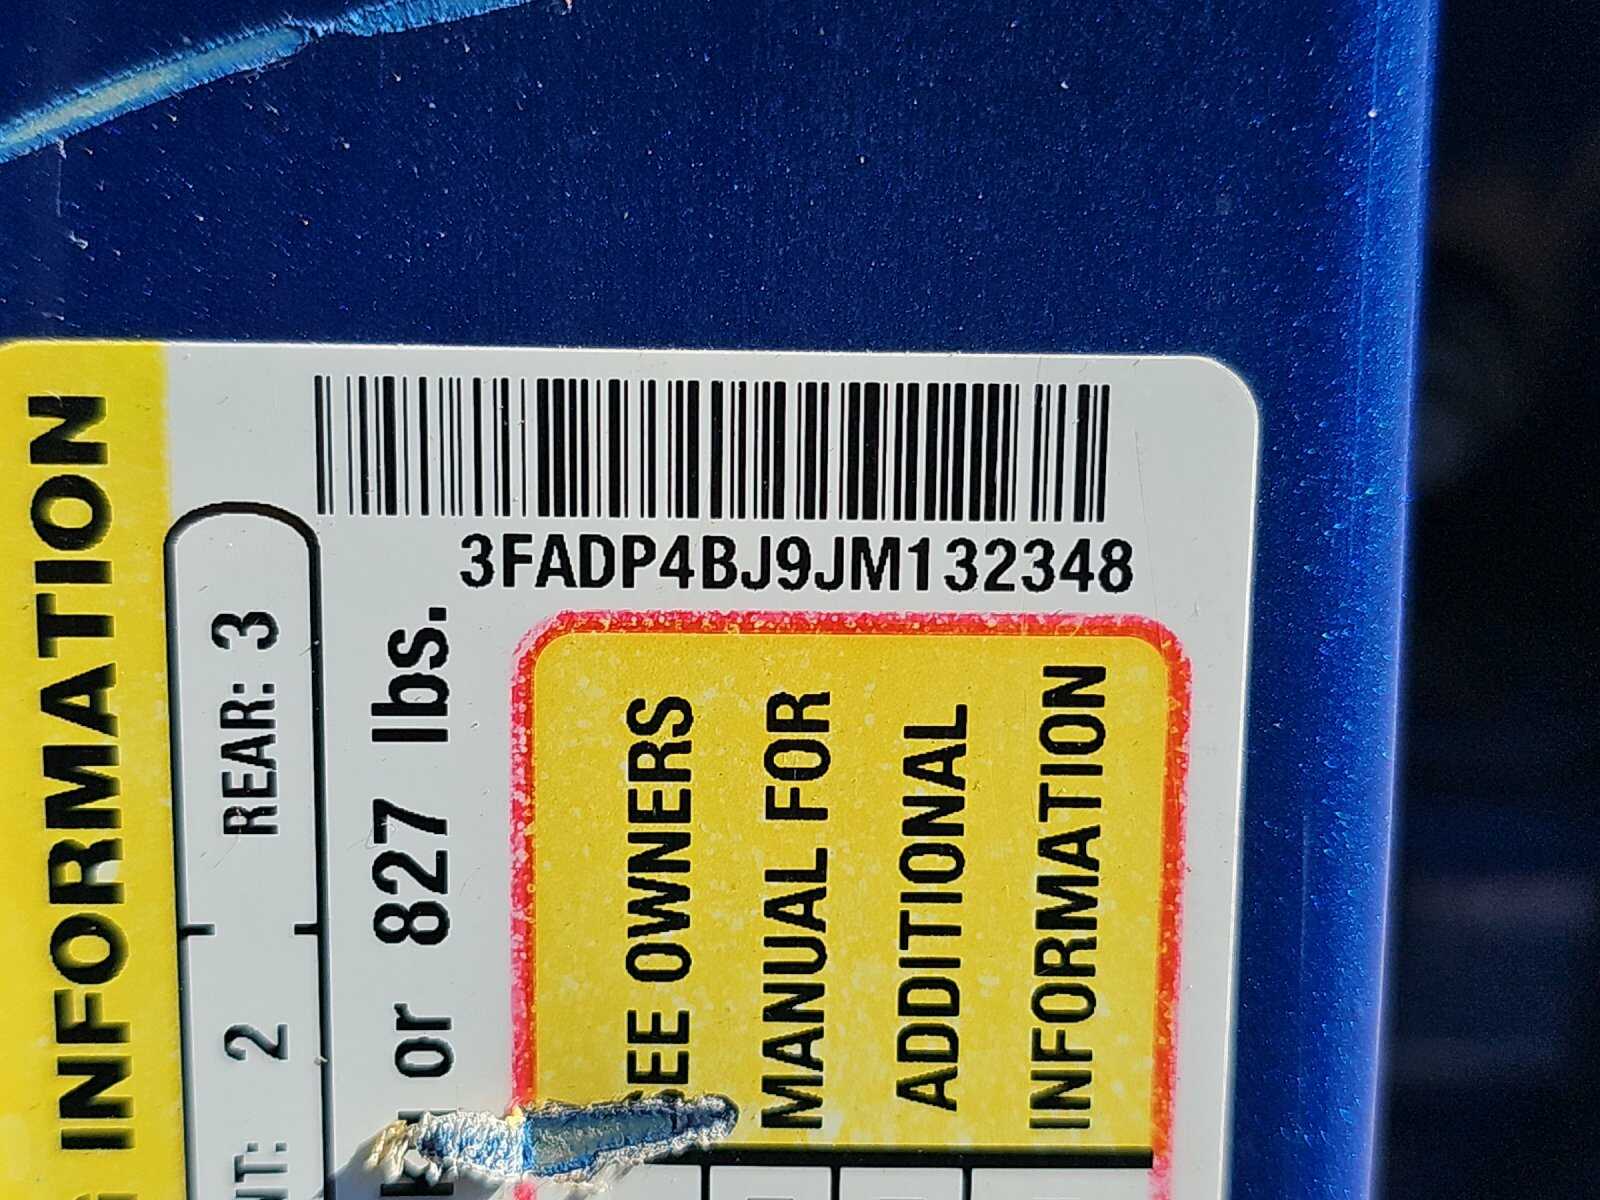 3FADP4BJ9JM132348
INFORMATION
REAR: 3
2
or 827 lbs.
SEE OWNERS
MANUAL FOR
ADDITIONAL
INFORMATION